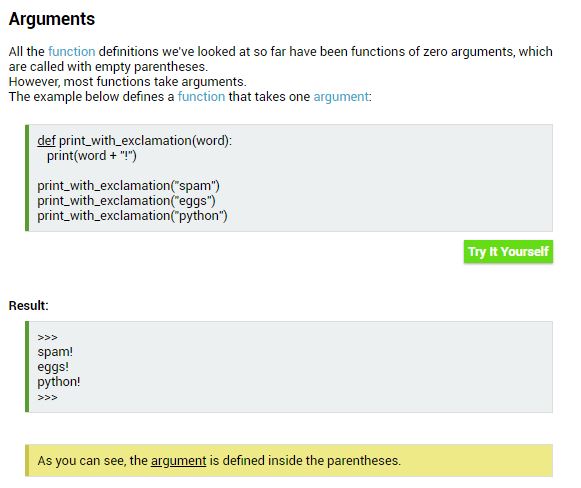 Arguments
All the function definitions we've looked at so far have been functions of zero arguments, which
are called with empty parentheses.
However, most functions take arguments.
The example below defines a function that takes one argument:
def print_with_exclamation(word):
   print(word + "!")
print_with_exclamation("spam")
print_with_exclamation("eggs")
print_with_exclamation("python")
Try It Yourself
Result:
>>>
spam!
eggs!
python!
>>>
As you can see, the argument is defined inside the parentheses.